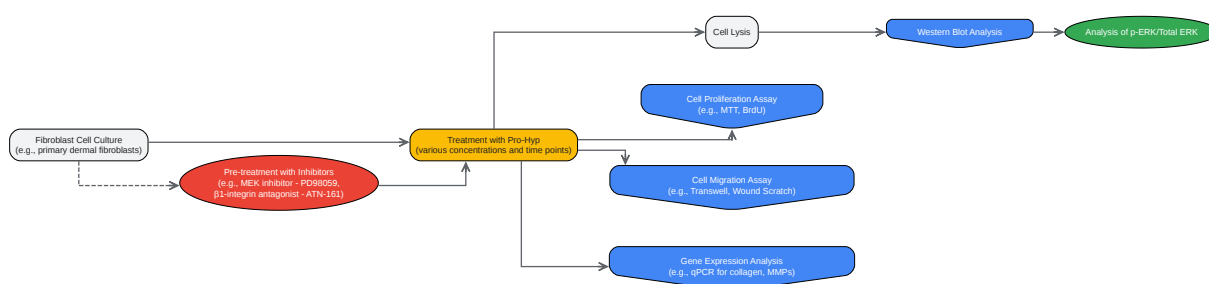 Cell Lysis
Western Blot Analysis
Analysis of p-ERK/Total ERK
Cell Proliferation Assay
(e.g., MTT, BrdU)
Fibroblast Cell Culture
(e.g., primary dermal fibroblasts)
Treatment with Pro-Hyp
(various concentrations and time points)
Pre-treatment with Inhibitors
(e.g., MEK inhibitor - PD98059,
β1-integrin antagonist - ATN-161)
Cell Migration Assay
(e.g., Transwell, Wound Scratch)
Gene Expression Analysis
(e.g., qPCR for collagen, MMPs)